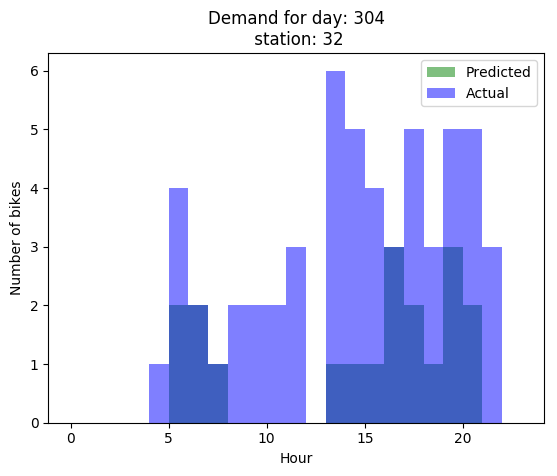 Demand for day: 304
station: 32
Predicted
Actual
6
5
4
3
2
1
0
Number of bikes
0 5 10 15 20
Hour